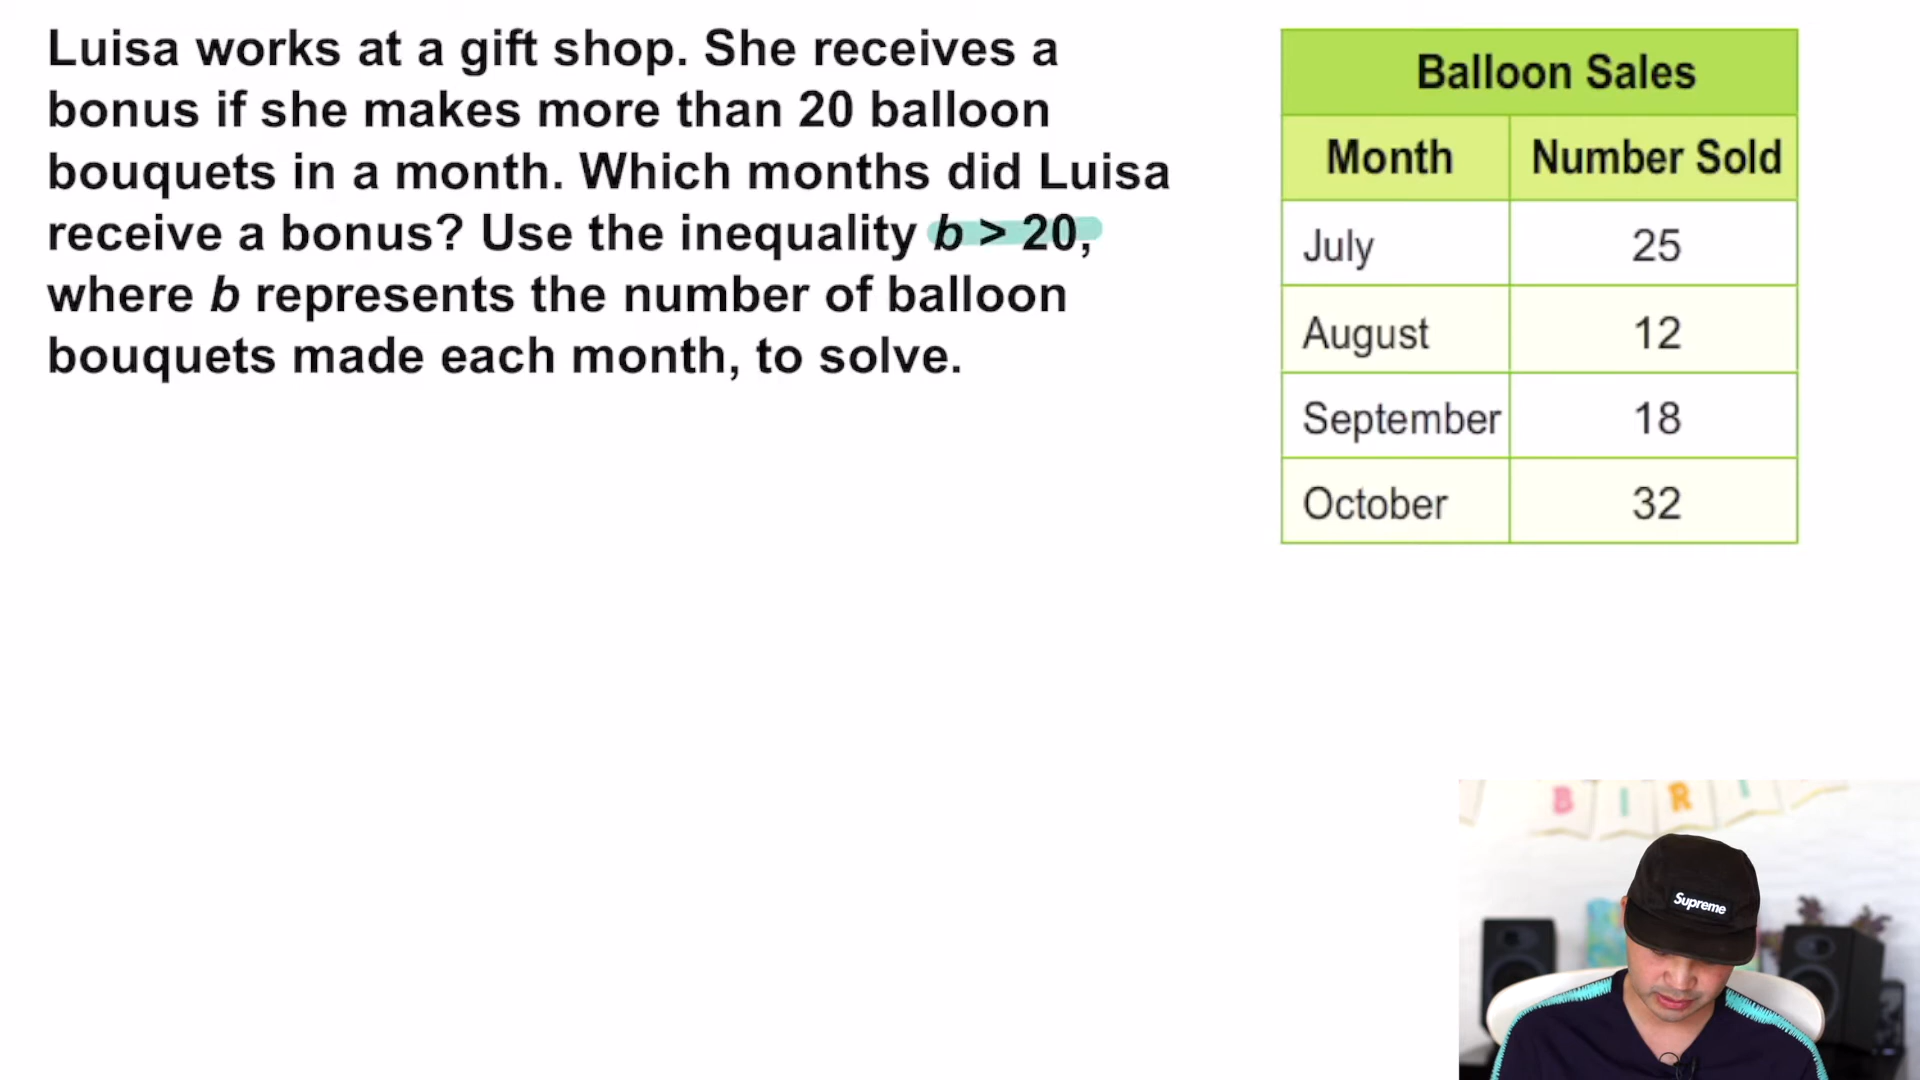 Luisa works at a gift shop. She receives a
bonus if she makes more than 20 balloon
bouquets in a month. Which months did Luisa
receive a bonus? Use the inequality b > 20,
where b represents the number of balloon
bouquets made each month, to solve.
Balloon Sales
Month Number Sold
July 25
August 12
September 18
October 32
B I R T
Supreme